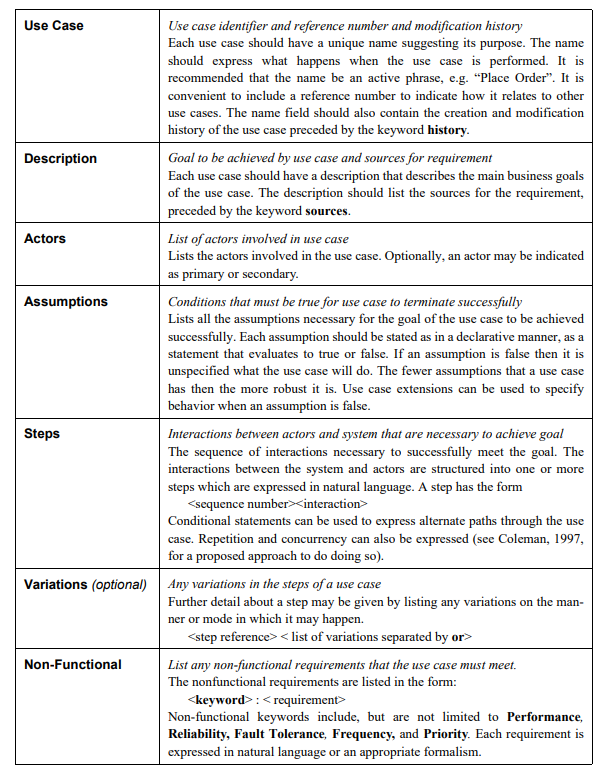 Use Case
Use case identifier and reference number and modification history
Each use case should have a unique name suggesting its purpose. The name
should express what happens when the use case is performed. It is
recommended that the name be an active phrase, e.g. “Place Order”. It is
convenient to include a reference number to indicate how it relates to other
use cases. The name field should also contain the creation and modification
history of the use case preceded by the keyword history.
Description
Goal to be achieved by use case and sources for requirement
Each use case should have a description that describes the main business goals
of the use case. The description should list the sources for the requirement,
preceded by the keyword sources.
Actors
List of actors involved in use case
Lists the actors involved in the use case. Optionally, an actor may be indicated
as primary or secondary.
Assumptions
Conditions that must be true for use case to terminate successfully
Lists all the assumptions necessary for the goal of the use case to be achieved
successfully. Each assumption should be stated as in a declarative manner, as a
statement that evaluates to true or false. If an assumption is false then it is
unspecified what the use case will do. The fewer assumptions that a use case
has then the more robust it is. Use case extensions can be used to specify
behavior when an assumption is false.
Steps
Interactions between actors and system that are necessary to achieve goal
The sequence of interactions necessary to successfully meet the goal. The
interactions between the system and actors are structured into one or more
steps which are expressed in natural language. A step has the form
<sequence number><interaction>
Conditional statements can be used to express alternate paths through the use
case. Repetition and concurrency can also be expressed (see Coleman, 1997,
for a proposed approach to do doing so).
Variations (optional)
Any variations in the steps of a use case
Further detail about a step may be given by listing any variations on the man-
ner or mode in which it may happen.
<step reference> < list of variations separated by or>
Non-Functional
List any non-functional requirements that the use case must meet.
The nonfunctional requirements are listed in the form:
<keyword> : < requirement>
Non-functional keywords include, but are not limited to Performance,
Reliability, Fault Tolerance, Frequency, and Priority. Each requirement is
expressed in natural language or an appropriate formalism.